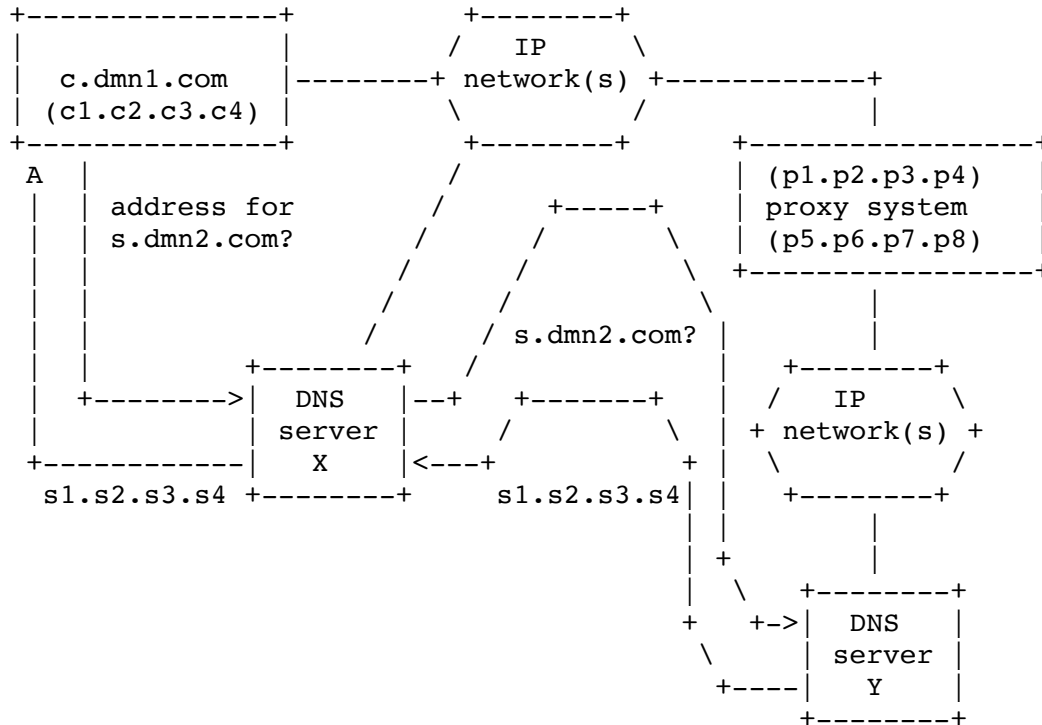 IP
c.dmn1.com network(s)
(c1.c2.c3.c4)
A (p1.p2.p3.p4)
address for proxy system
s.dmn2.com? (p5.p6.p7.p8)
s.dmn2.com?
DNS IP
server network(s)
X
s1.s2.s3.s4 s1.s2.s3.s4
DNS
server
Y